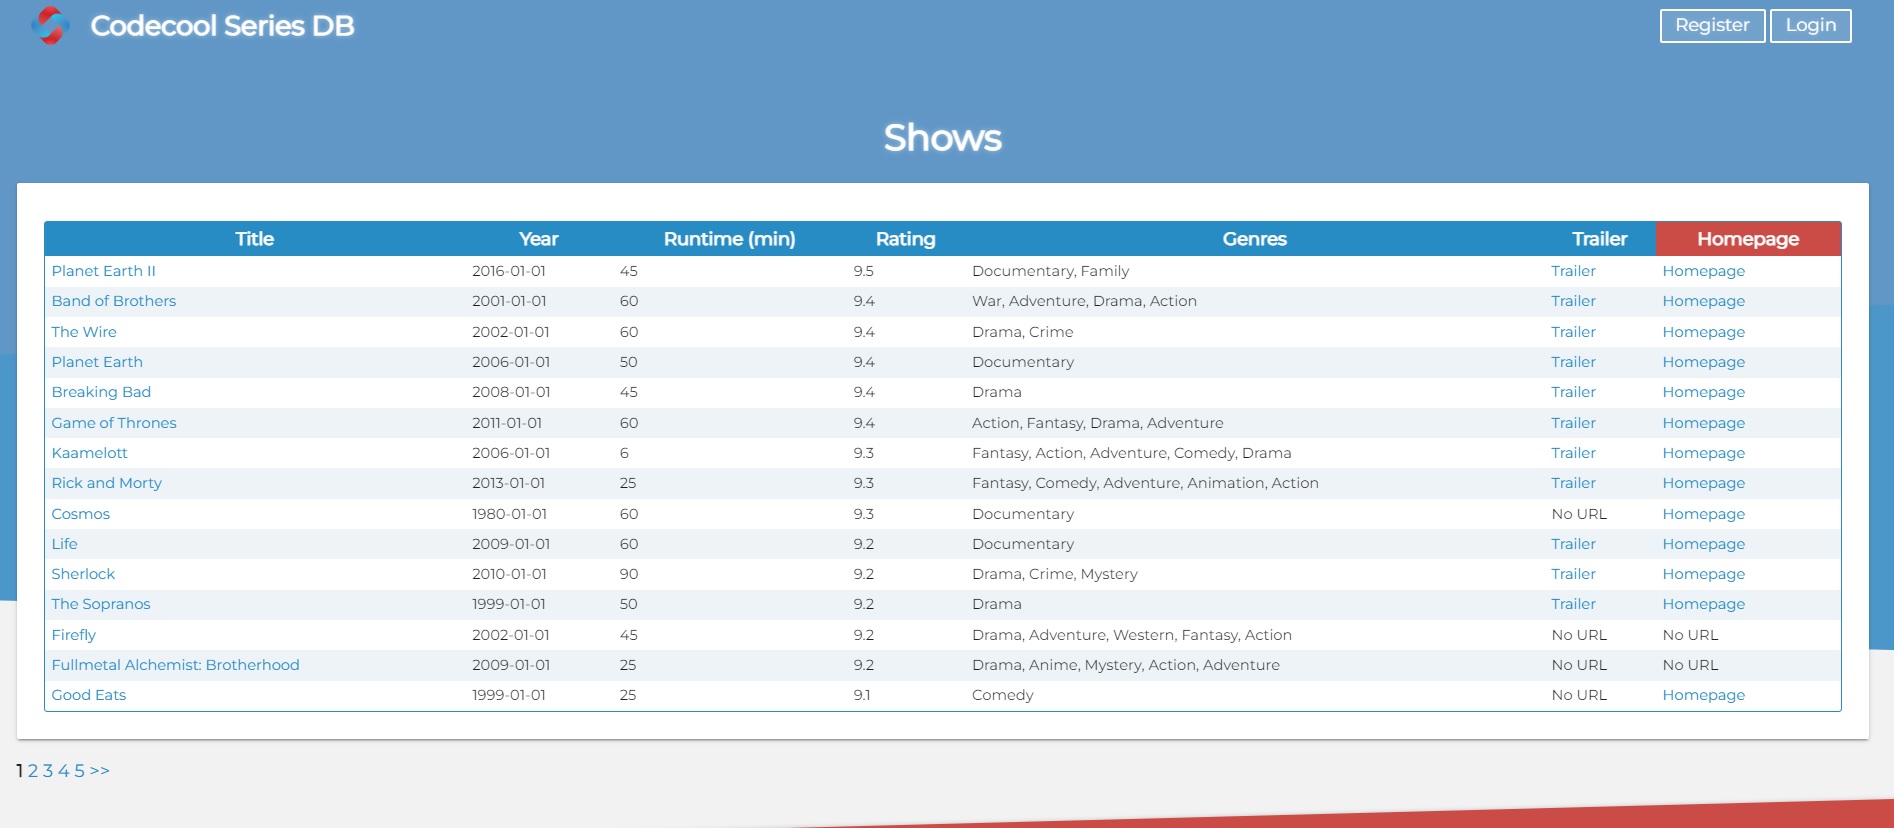 Codecool Series DB Register Login
Shows
Title Year Runtime (min) Rating Genres Trailer Homepage
Planet Earth II 2016-01-01 45 9.5 Documentary, Family Trailer Homepage
Band of Brothers 2001-01-01 60 9.4 War, Adventure, Drama, Action Trailer Homepage
The Wire 2002-01-01 60 9.4 Drama, Crime Trailer Homepage
Planet Earth 2006-01-01 50 9.4 Documentary Trailer Homepage
Breaking Bad 2008-01-01 45 9.4 Drama Trailer Homepage
Game of Thrones 2011-01-01 60 9.4 Action, Fantasy, Drama, Adventure Trailer Homepage
Kaamelott 2006-01-01 6 9.3 Fantasy, Action, Adventure, Comedy, Drama Trailer Homepage
Rick and Morty 2013-01-01 25 9.3 Fantasy, Comedy, Adventure, Animation, Action Trailer Homepage
Cosmos 1980-01-01 60 9.3 Documentary No URL Homepage
Life 2009-01-01 60 9.2 Documentary Trailer Homepage
Sherlock 2010-01-01 90 9.2 Drama, Crime, Mystery Trailer Homepage
The Sopranos 1999-01-01 50 9.2 Drama Trailer Homepage
Firefly 2002-01-01 45 9.2 Drama, Adventure, Western, Fantasy, Action No URL No URL
Fullmetal Alchemist: Brotherhood 2009-01-01 25 9.2 Drama, Anime, Mystery, Action, Adventure No URL No URL
Good Eats 1999-01-01 25 9.1 Comedy No URL Homepage
1 2 3 4 5 >>